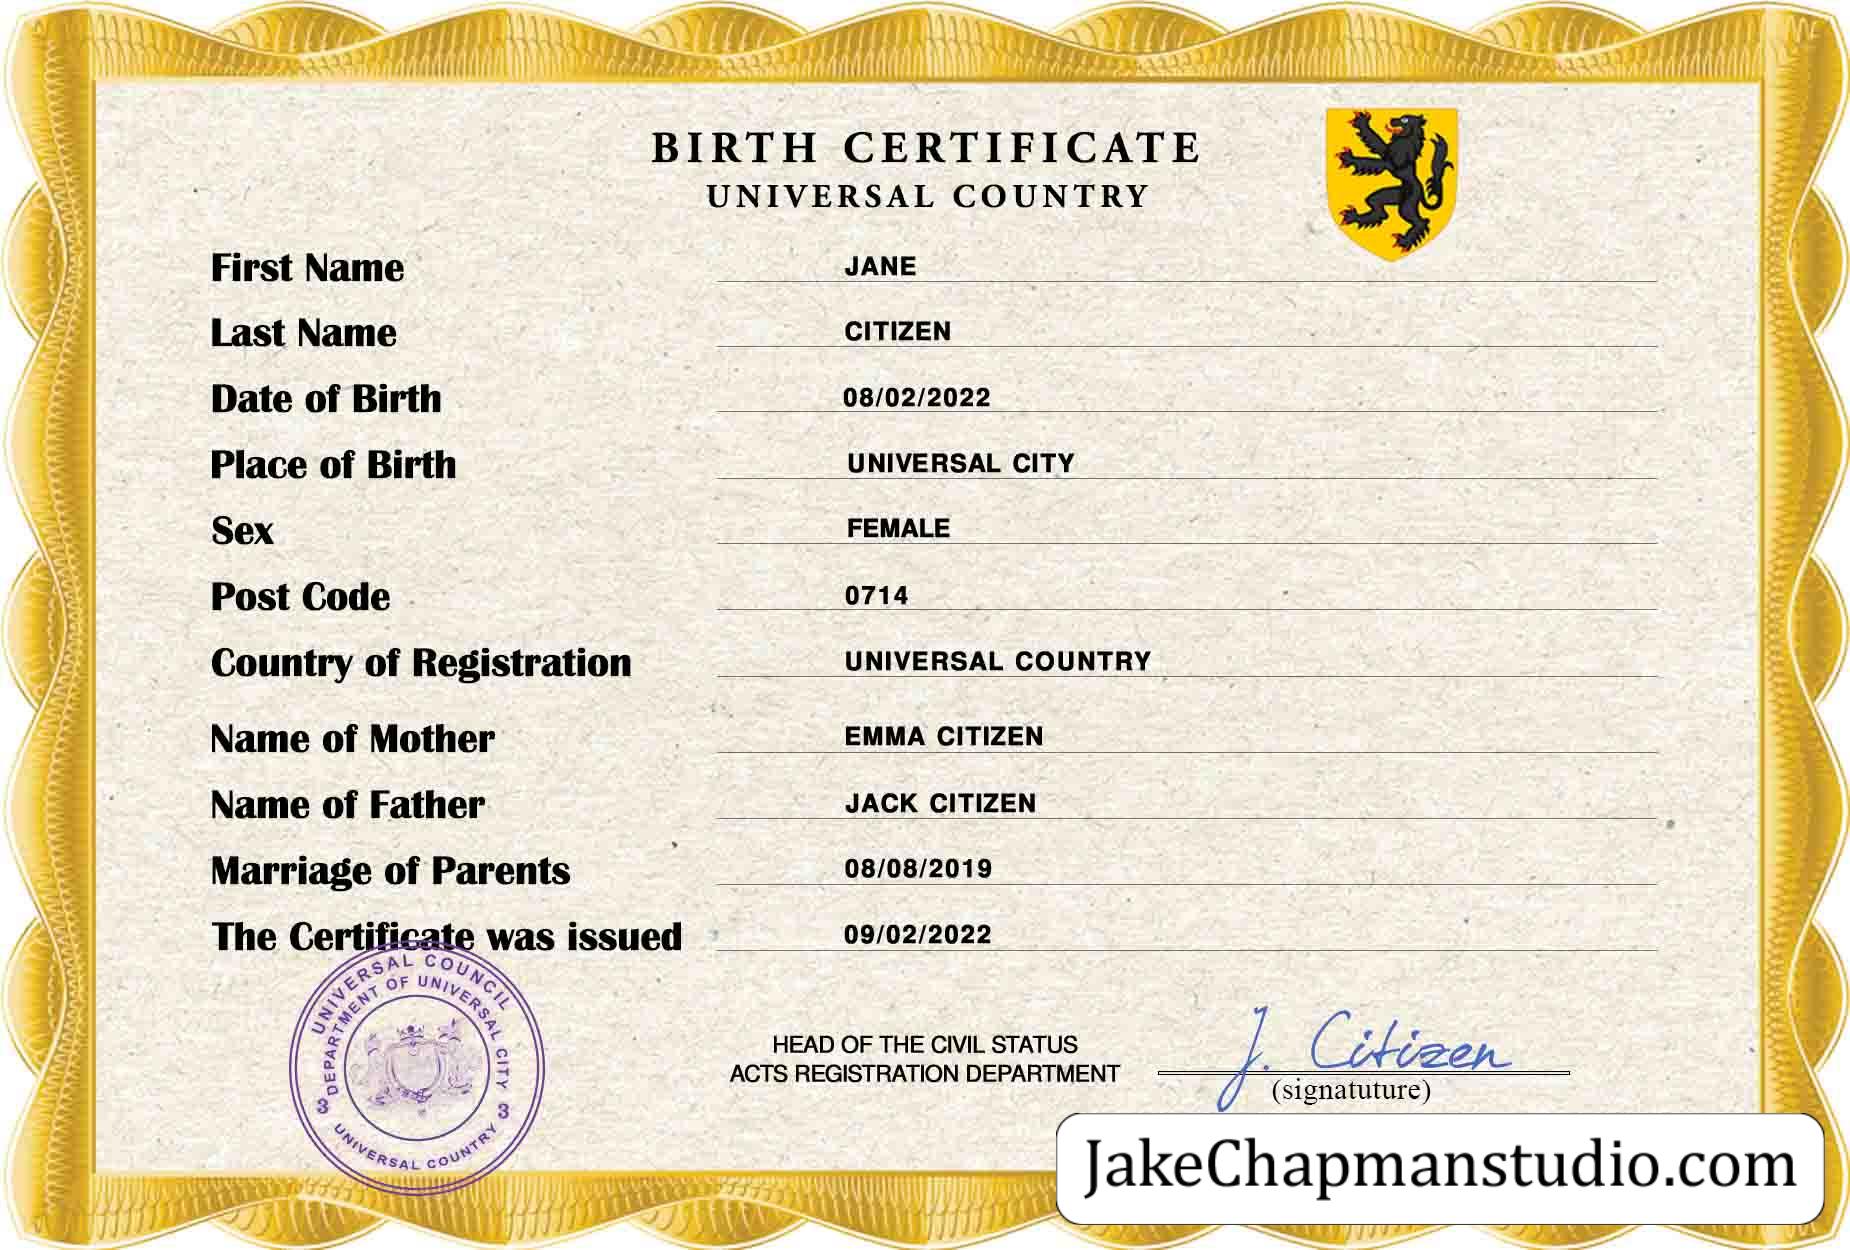 BIRTH CERTIFICATE
UNIVERSAL COUNTRY
First Name JANE
Last Name CITIZEN
Date of Birth 08/02/2022
Place of Birth UNIVERSAL CITY
Sex FEMALE
Post Code 0714
Country of Registration UNIVERSAL COUNTRY
Name of Mother EMMA CITIZEN
Name of Father JACK CITIZEN
Marriage of Parents 08/08/2019
The Certificate was issued 09/02/2022
UNIVERSAL COUNCIL
DEPARTMENT OF UNIVERSAL CITY
3 UNIVERSAL COUNTRY 3
HEAD OF THE CIVIL STATUS
ACTS REGISTRATION DEPARTMENT
J. Citizen
(signatuture)
JakeChapmanstudio.com